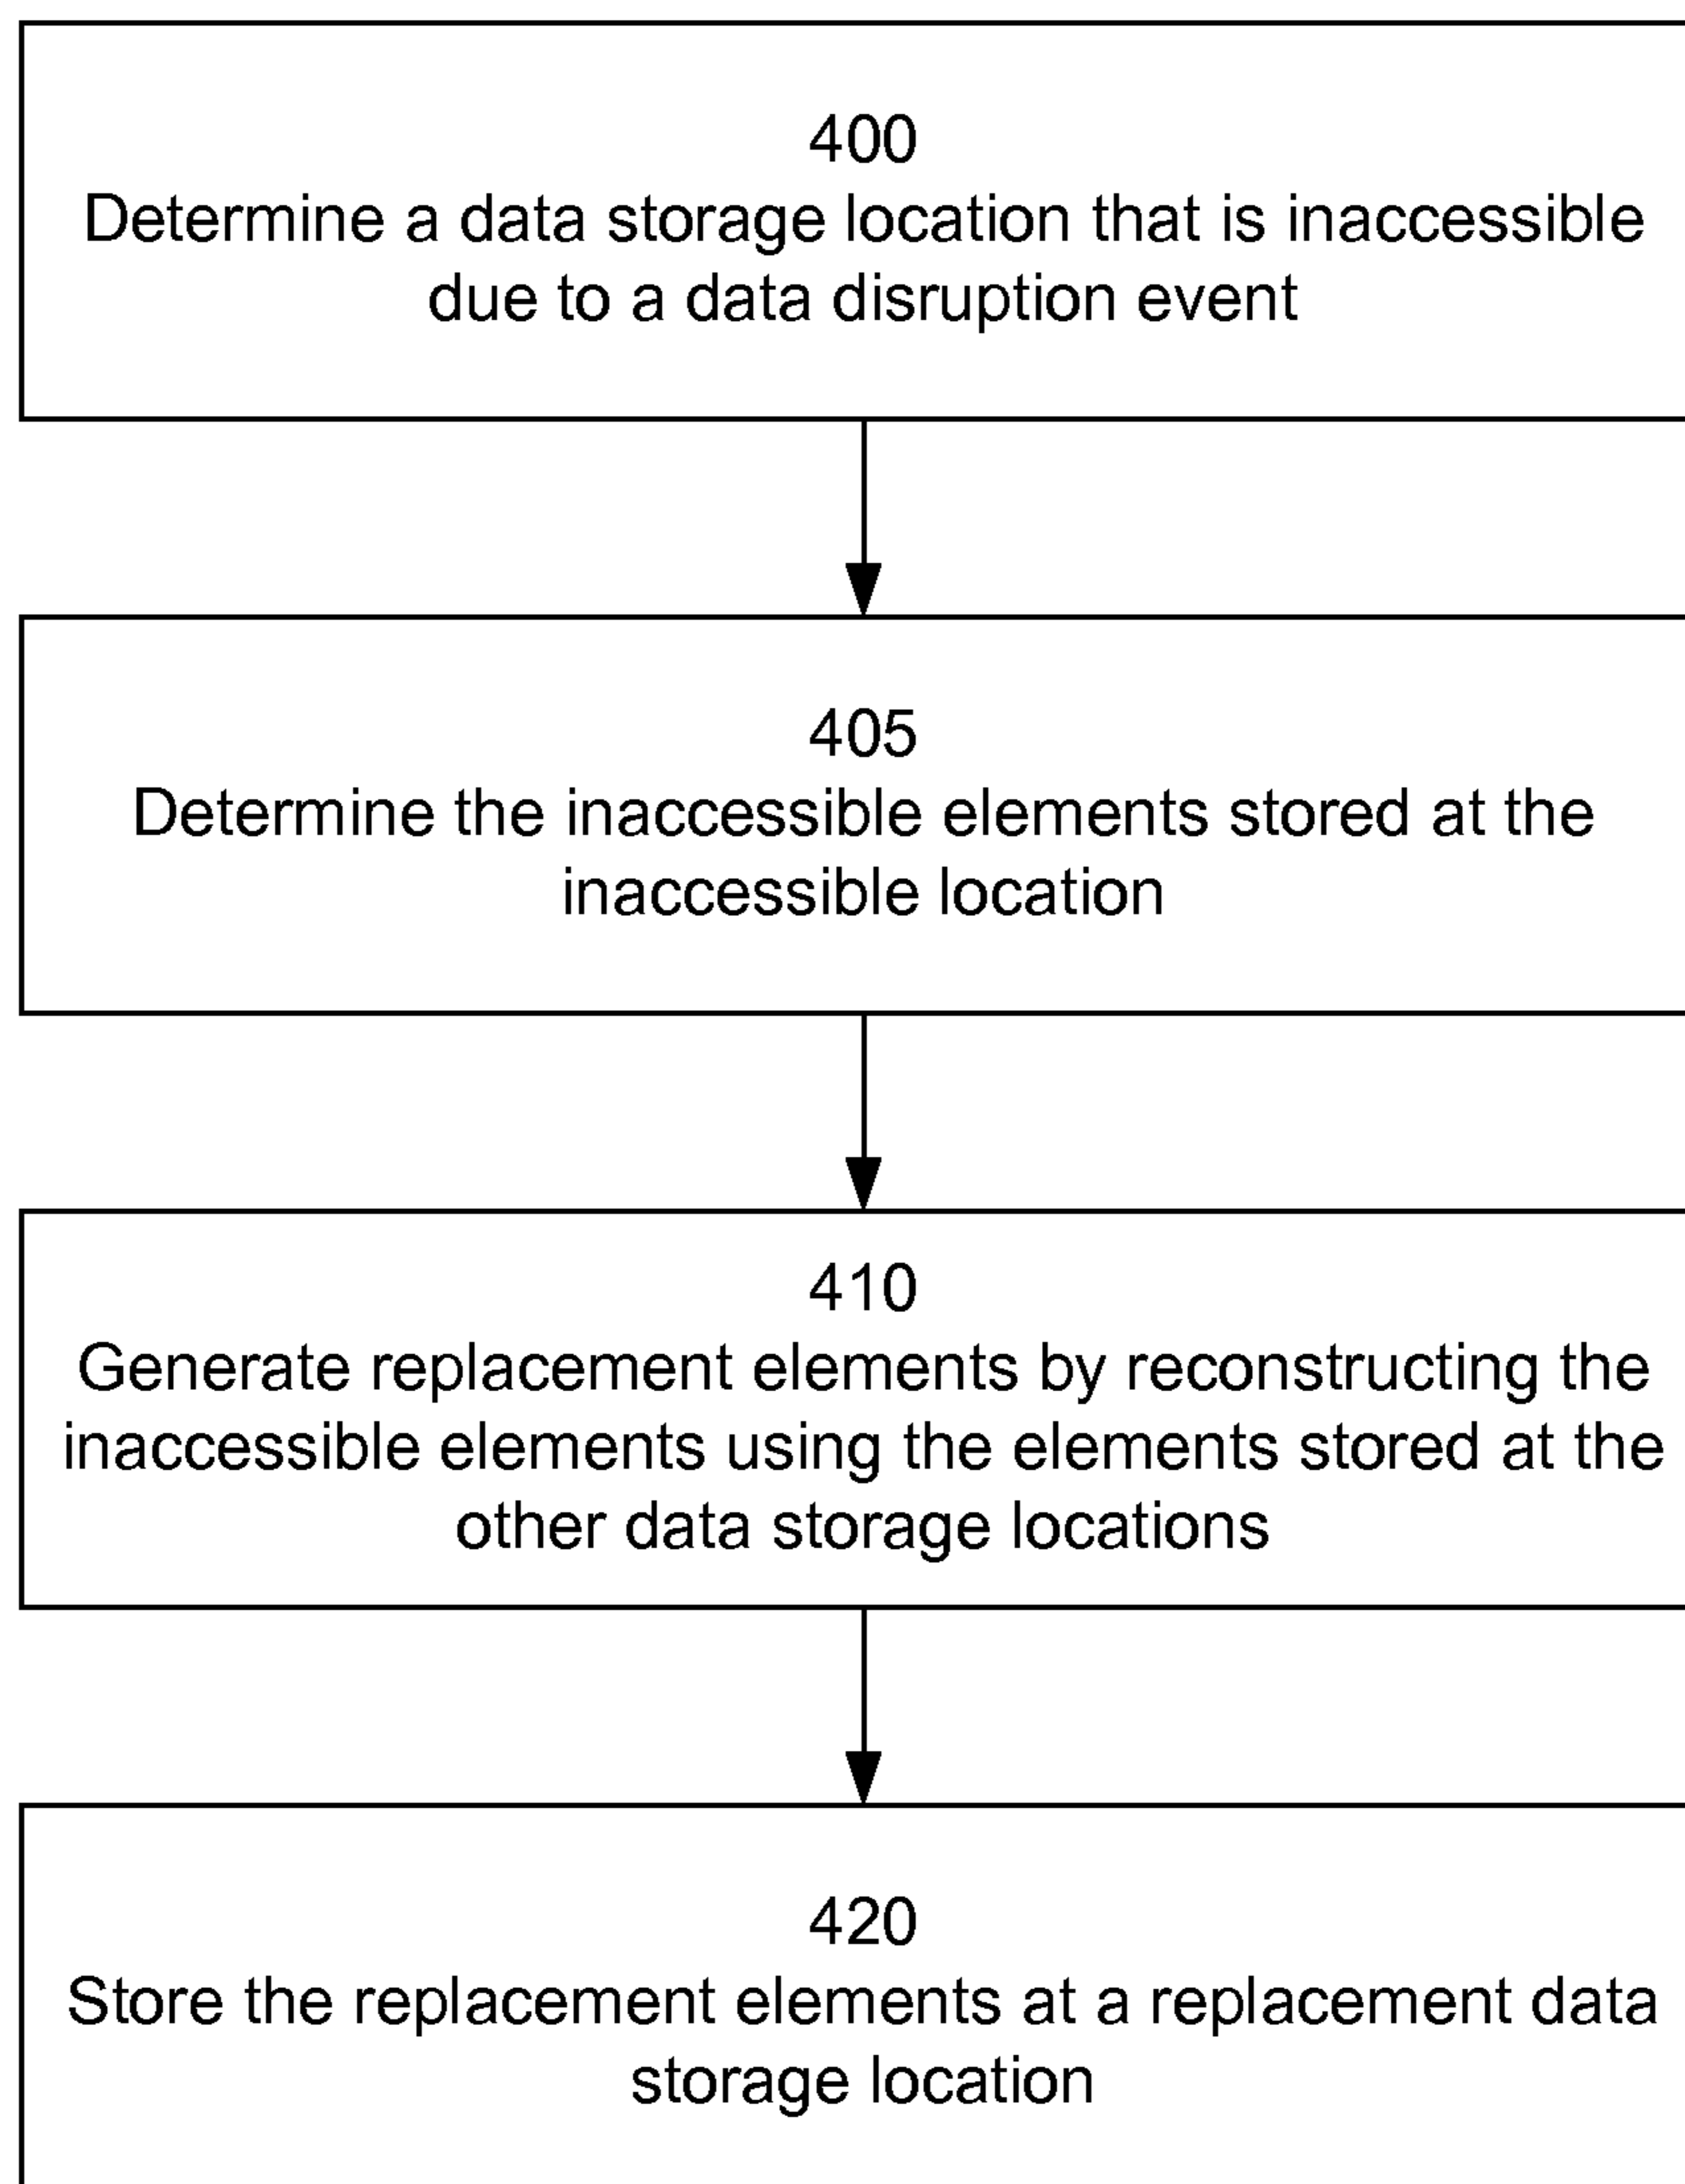 400
Determine a data storage location that is inaccessible
due to a data disruption event
405
Determine the inaccessible elements stored at the
inaccessible location
410
Generate replacement elements by reconstructing the
inaccessible elements using the elements stored at the
other data storage locations
420
Store the replacement elements at a replacement data
storage location